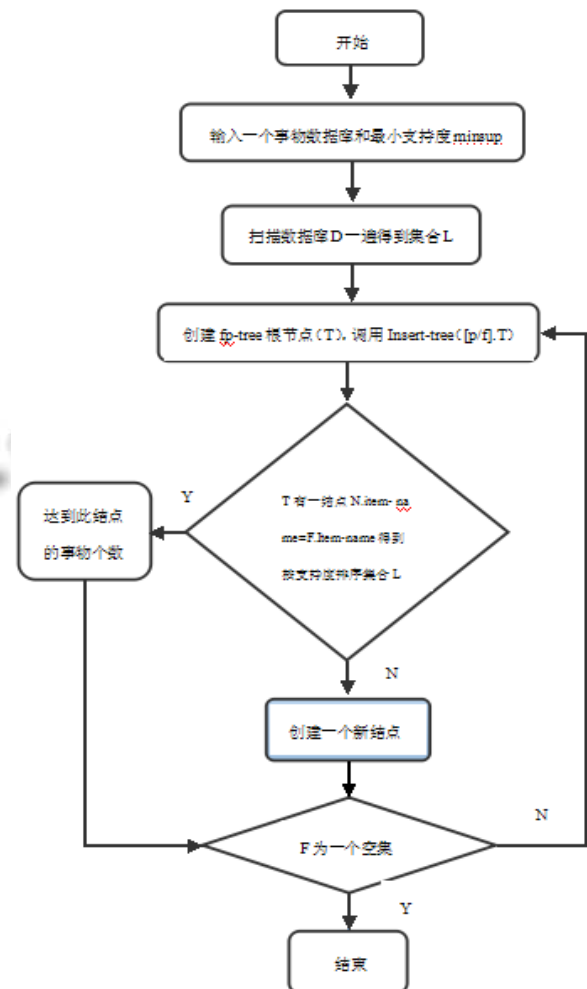 开始
输入一个事物数据库和最小支持度minsup
扫描数据库D一遍得到集合L
创建fp-tree根节点(T),调用Insert-tree([p/f].T)
T有一结点N.item-na
me=F.Item-name得到
按支持度排序集合L
Y
达到此结点
的事物个数
N
创建一个新结点
F为一个空集
N
Y
结束